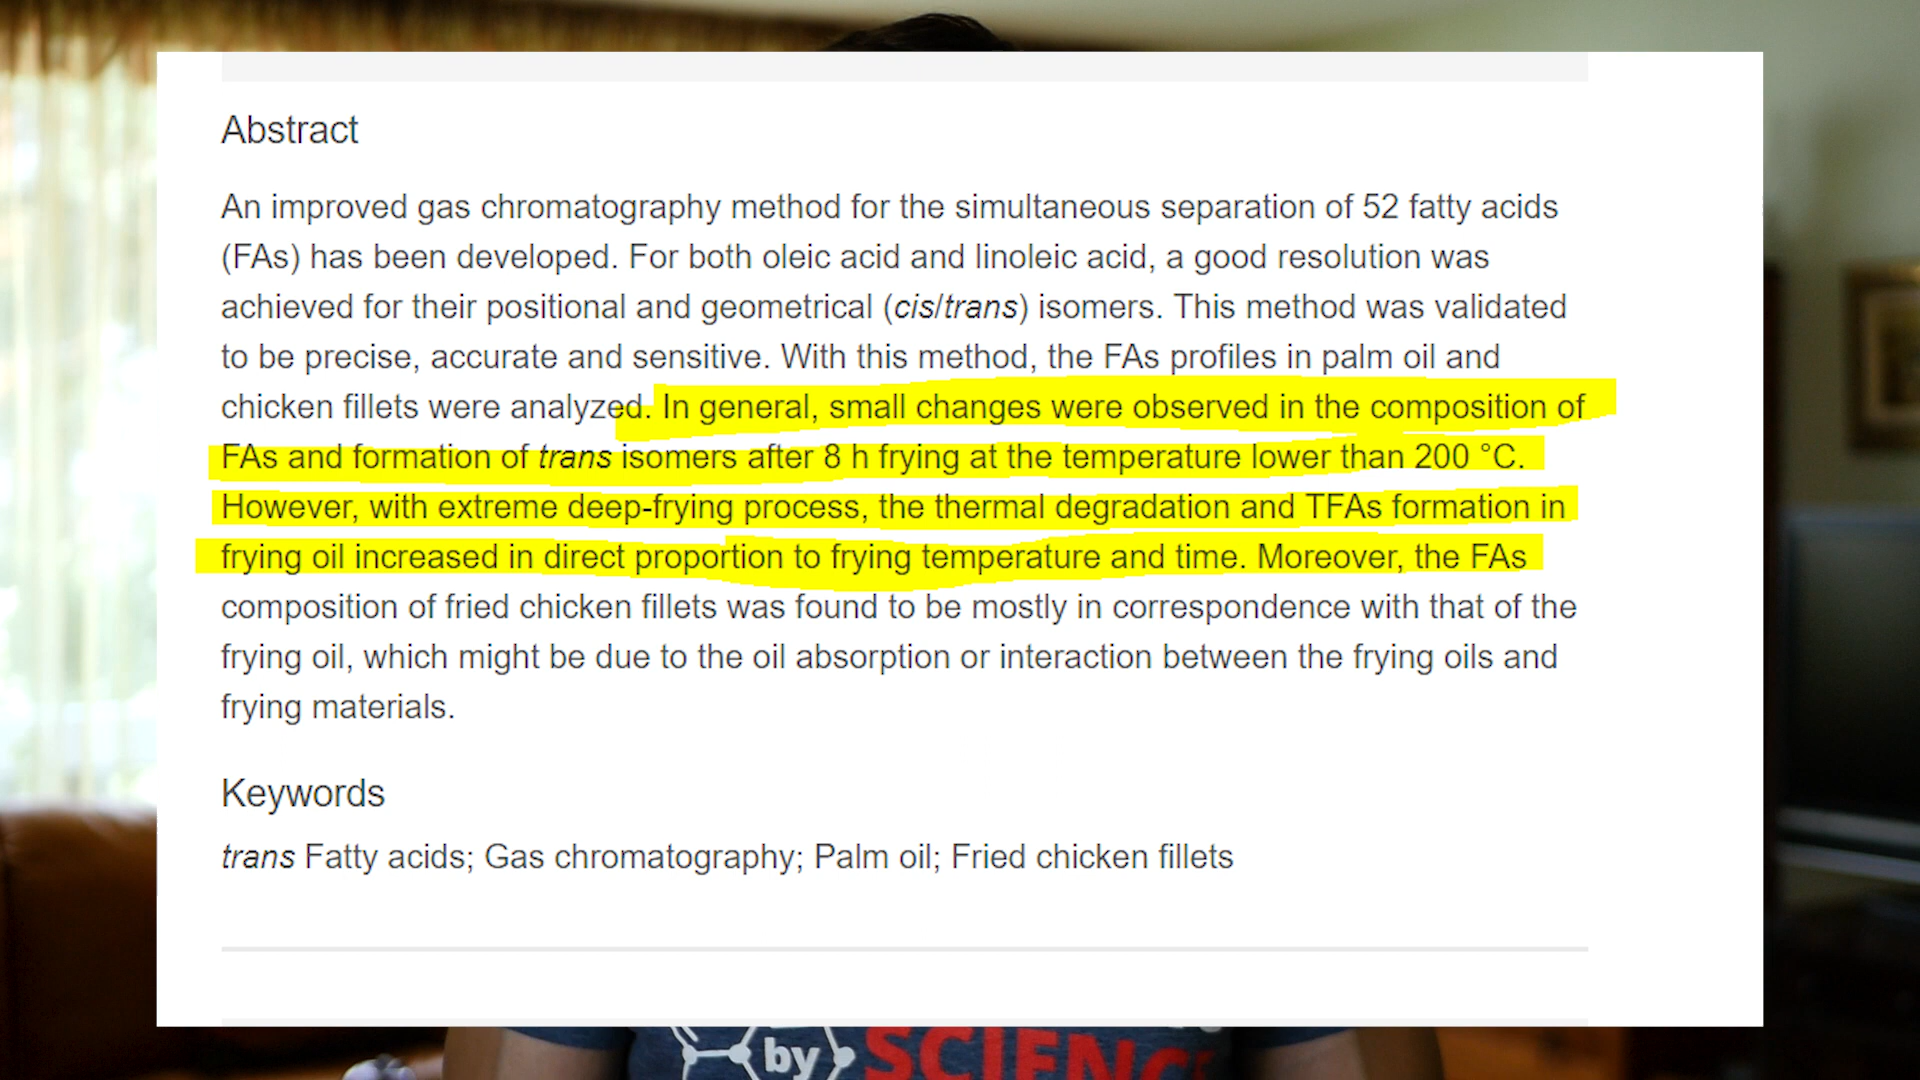 Abstract
An improved gas chromatography method for the simultaneous separation of 52 fatty acids
(FAs) has been developed. For both oleic acid and linoleic acid, a good resolution was
achieved for their positional and geometrical (cis/trans) isomers. This method was validated
to be precise, accurate and sensitive. With this method, the FAs profiles in palm oil and
chicken fillets were analyzed. In general, small changes were observed in the composition of
FAs and formation of trans isomers after 8 h frying at the temperature lower than 200 °C.
However, with extreme deep-frying process, the thermal degradation and TFAs formation in
frying oil increased in direct proportion to frying temperature and time. Moreover, the FAs
composition of fried chicken fillets was found to be mostly in correspondence with that of the
frying oil, which might be due to the oil absorption or interaction between the frying oils and
frying materials.
Keywords
trans Fatty acids; Gas chromatography; Palm oil; Fried chicken fillets
by SCIENC